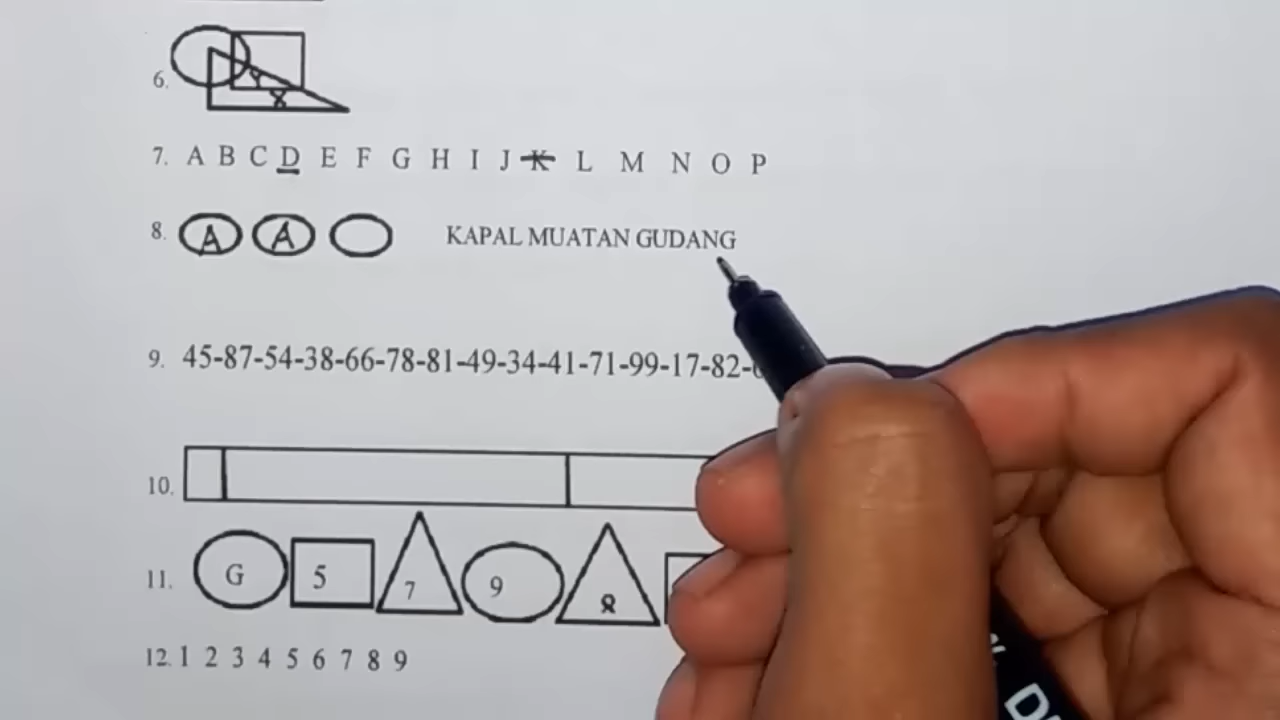 6. Y X
7. A B C D E F G H I J K L M N O P
8. A A KAPAL MUATAN GUDANG
9. 45-87-54-38-66-78-81-49-34-41-71-99-17-82-
10.
11. G 5 7 9 8
12. 1 2 3 4 5 6 7 8 9